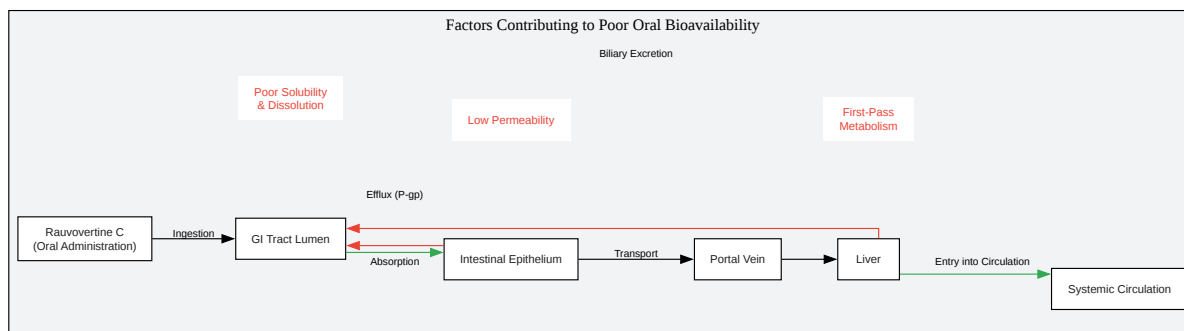 Factors Contributing to Poor Oral Bioavailability
Biliary Excretion
Poor Solubility
& Dissolution
Low Permeability
First-Pass
Metabolism
Efflux (P-gp)
Rauvovertine C
(Oral Administration)
Ingestion
GI Tract Lumen
Absorption
Intestinal Epithelium
Transport
Portal Vein
Liver
Entry into Circulation
Systemic Circulation